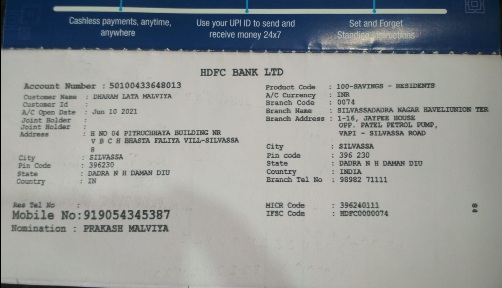 Cashless payments, anytime,
anywhere
Use your UPI ID to send and
receive money 24x7
Set and Forget
Standing Instructions
HDFC BANK LTD
Account Number : 50100433648013
Customer Name : DHARAM LATA MALVIYA
Customer Id :
A/C Open Date : Jun 10 2021
Joint Holder :
Joint Holder :
Address : H NO 04 PITRUCHHAYA BUILDING NR
V B C H BHASTA FALIYA VILL-SILVASSA
S
City : SILVASSA
Pin Code : 396230
State : DADRA N H DAMAN DIU
Country : IN
Res Tel No :
Mobile No:919054345387
Nomination : PRAKASH MALVIYA
Product Code : 100-SAVINGS - RESIDENTS
A/C Currency : INR
Branch Code : 0074
Branch Name : SILVASSADADRA NAGAR HAVELIUNION TER
Branch Address : 1-16, JAYPEE HOUSE
OPP. PATEL PETROL PUMP,
VAPI - SILVASSA ROAD
City : SILVASSA
Pin code : 396 230
State : DADRA N H DAMAN DIU
Country : INDIA
Branch Tel No : 98982 71111
MICR Code : 396240111
IFSC Code : HDFC0000074